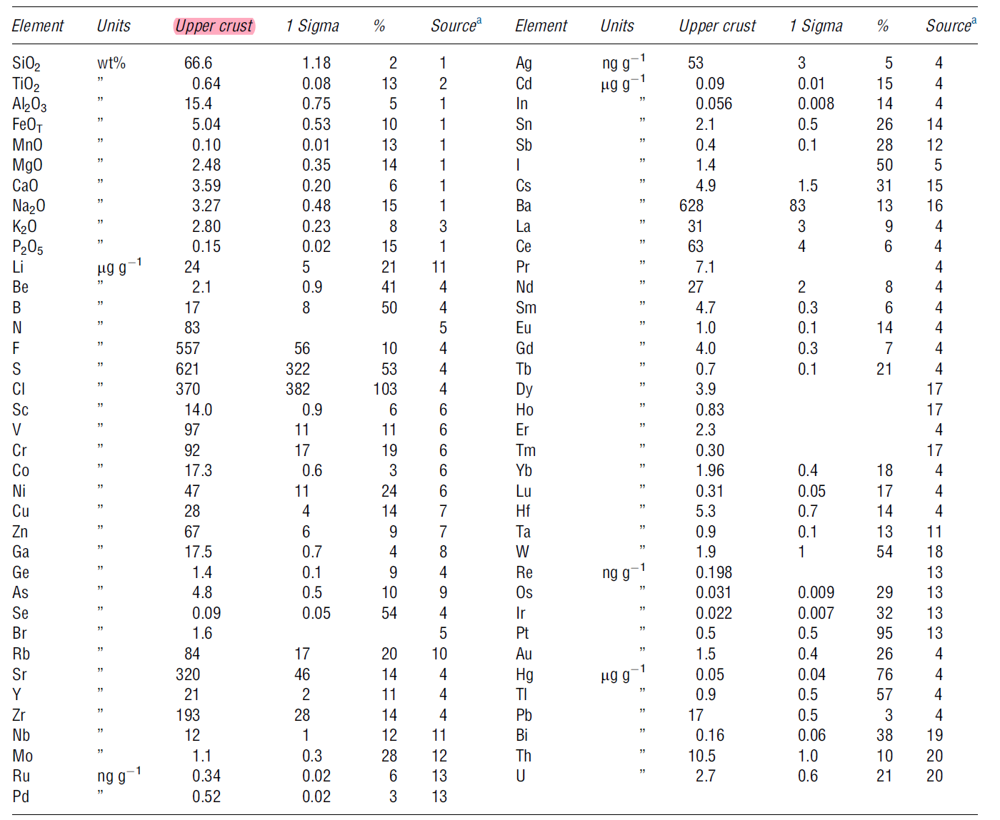 Element Units Upper crust 1 Sigma % Sourceᵃ Element Units Upper crust 1 Sigma % Sourceᵃ
SiO₂ wt% 66.6 1.18 2 1 Ag ng g⁻¹ 53 3 5 4
TiO₂ ” 0.64 0.08 13 2 Cd μg g⁻¹ 0.09 0.01 15 4
Al₂O₃ ” 15.4 0.75 5 1 In ” 0.056 0.008 14 4
FeO_T ” 5.04 0.53 10 1 Sn ” 2.1 0.5 26 14
MnO ” 0.10 0.01 13 1 Sb ” 0.4 0.1 28 12
MgO ” 2.48 0.35 14 1 I ” 1.4 50 5
CaO ” 3.59 0.20 6 1 Cs ” 4.9 1.5 31 15
Na₂O ” 3.27 0.48 15 1 Ba ” 628 83 13 16
K₂O ” 2.80 0.23 8 3 La ” 31 3 9 4
P₂O₅ ” 0.15 0.02 15 1 Ce ” 63 4 6 4
Li μg g⁻¹ 24 5 21 11 Pr ” 7.1 4
Be ” 2.1 0.9 41 4 Nd ” 27 2 8 4
B ” 17 8 50 4 Sm ” 4.7 0.3 6 4
N ” 83 5 Eu ” 1.0 0.1 14 4
F ” 557 56 10 4 Gd ” 4.0 0.3 7 4
S ” 621 322 53 4 Tb ” 0.7 0.1 21 4
Cl ” 370 382 103 4 Dy ” 3.9 17
Sc ” 14.0 0.9 6 6 Ho ” 0.83 17
V ” 97 11 11 6 Er ” 2.3 4
Cr ” 92 17 19 6 Tm ” 0.30 17
Co ” 17.3 0.6 3 6 Yb ” 1.96 0.4 18 4
Ni ” 47 11 24 6 Lu ” 0.31 0.05 17 4
Cu ” 28 4 14 7 Hf ” 5.3 0.7 14 4
Zn ” 67 6 9 7 Ta ” 0.9 0.1 13 11
Ga ” 17.5 0.7 4 8 W ” 1.9 1 54 18
Ge ” 1.4 0.1 9 4 Re ng g⁻¹ 0.198 13
As ” 4.8 0.5 10 9 Os ” 0.031 0.009 29 13
Se ” 0.09 0.05 54 4 Ir ” 0.022 0.007 32 13
Br ” 1.6 5 Pt ” 0.5 0.5 95 13
Rb ” 84 17 20 10 Au ” 1.5 0.4 26 4
Sr ” 320 46 14 4 Hg μg g⁻¹ 0.05 0.04 76 4
Y ” 21 2 11 4 Tl ” 0.9 0.5 57 4
Zr ” 193 28 14 4 Pb ” 17 0.5 3 4
Nb ” 12 1 12 11 Bi ” 0.16 0.06 38 19
Mo ” 1.1 0.3 28 12 Th ” 10.5 1.0 10 20
Ru ng g⁻¹ 0.34 0.02 6 13 U ” 2.7 0.6 21 20
Pd ” 0.52 0.02 3 13